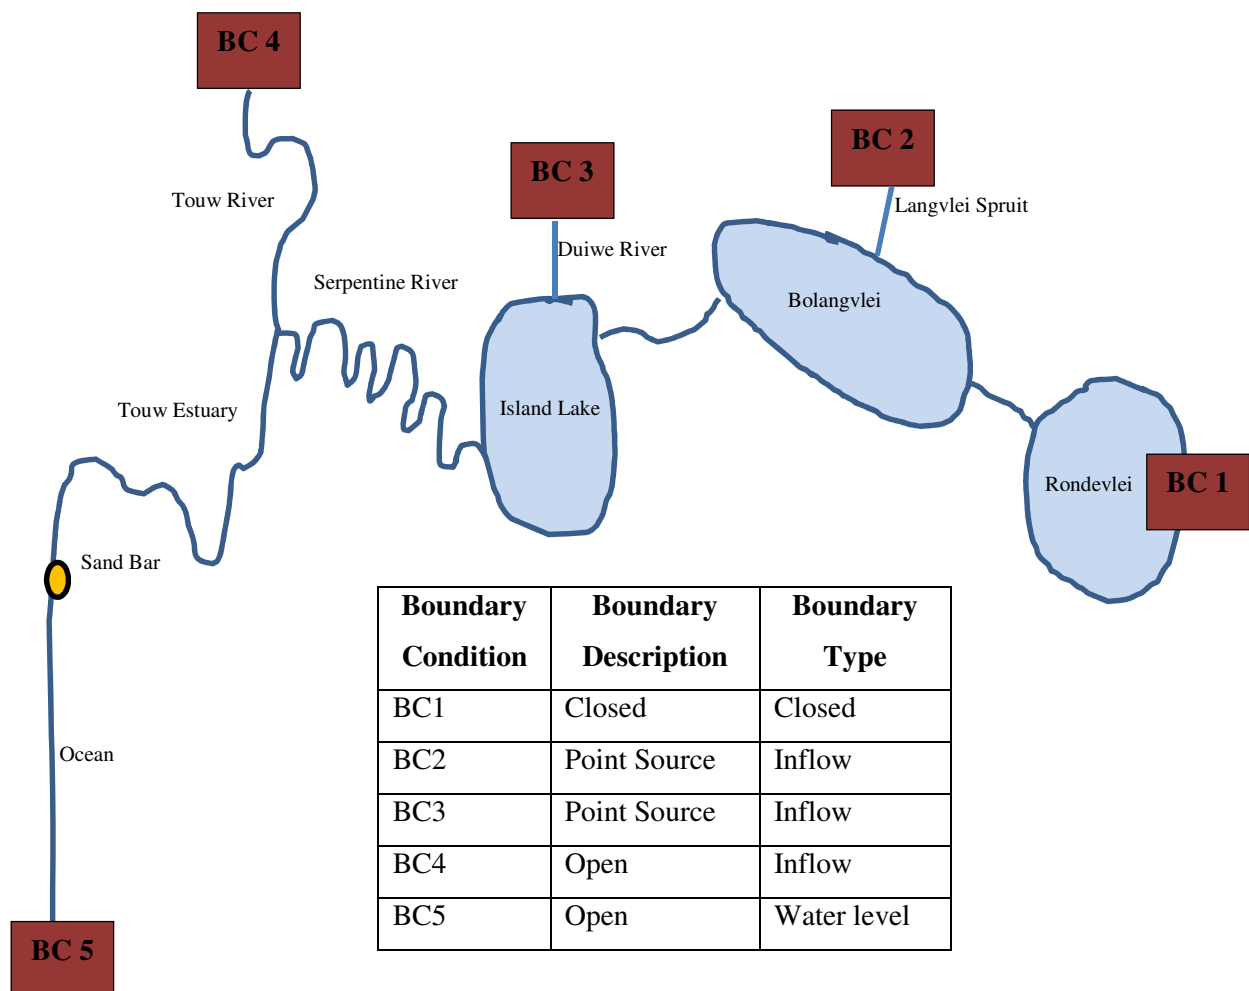 BC 4
BC 2
BC 3
Touw River
Langvlei Spruit
Duiwe River
Serpentine River
Bolangvlei
Touw Estuary
Island Lake
Rondevlei
BC 1
Sand Bar
Ocean
BC 5
Boundary Condition Boundary Description Boundary Type
BC1 Closed Closed
BC2 Point Source Inflow
BC3 Point Source Inflow
BC4 Open Inflow
BC5 Open Water level